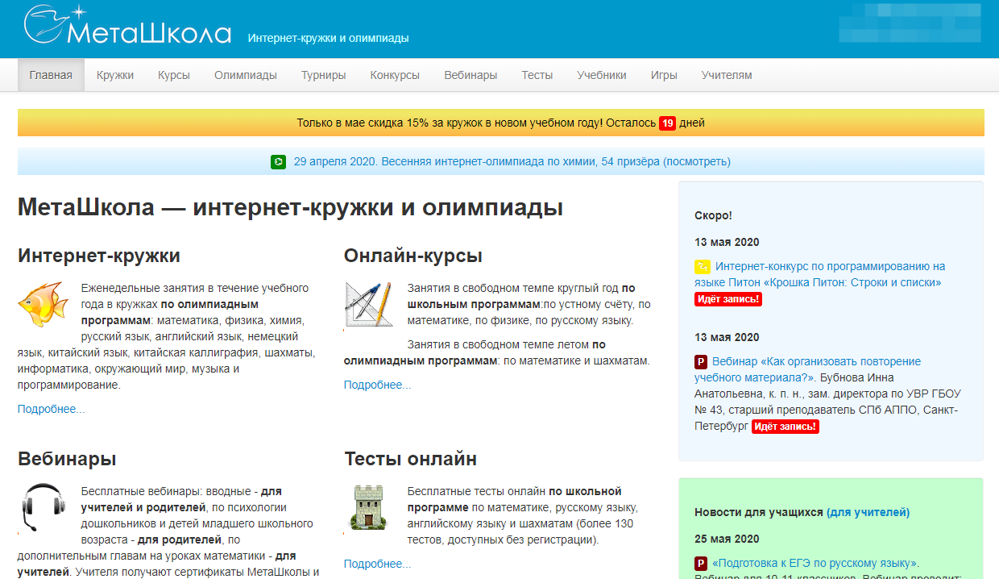 МетаШкола
Интернет-кружки и олимпиады
Главная
Кружки
Курсы
Олимпиады
Турниры
Конкурсы
Вебинары
Тесты
Учебники
Игры
Учителям
Только в мае скидка 15% за кружок в новом учебном году! Осталось 19 дней
29 апреля 2020. Весенняя интернет-олимпиада по химии, 54 призёра (посмотреть)
МетаШкола — интернет-кружки и олимпиады
Интернет-кружки
Еженедельные занятия в течение учебного
года в кружках по олимпиадным
программам: математика, физика, химия,
русский язык, английский язык, немецкий
язык, китайский язык, китайская каллиграфия, шахматы,
информатика, окружающий мир, музыка и
программирование.
Подробнее...
Онлайн-курсы
Занятия в свободном темпе круглый год по
школьным программам:по устному счёту, по
математике, по физике, по русскому языку.
Занятия в свободном темпе летом по
олимпиадным программам: по математике и шахматам.
Подробнее...
Вебинары
Бесплатные вебинары: вводные - для
учителей и родителей, по психологии
дошкольников и детей младшего школьного
возраста - для родителей, по
дополнительным главам на уроках математики - для
учителей. Учителя получают сертификаты МетаШколы и
Тесты онлайн
Бесплатные тесты онлайн по школьной
программе по математике, русскому языку,
английскому языку и шахматам (более 130
тестов, доступных без регистрации).
Подробнее...
Скоро!
13 мая 2020
Интернет-конкурс по программированию на
языке Питон «Крошка Питон: Строки и списки»
Идёт запись!
13 мая 2020
Р Вебинар «Как организовать повторение
учебного материала?». Бубнова Инна
Анатольевна, к. п. н., зам. директора по УВР ГБОУ
№ 43, старший преподаватель СПб АППО, Санкт-
Петербург Идёт запись!
Новости для учащихся (для учителей)
25 мая 2020
Р «Подготовка к ЕГЭ по русскому языку».
Вебинар для 10-11 классников. Вебинар проводит: